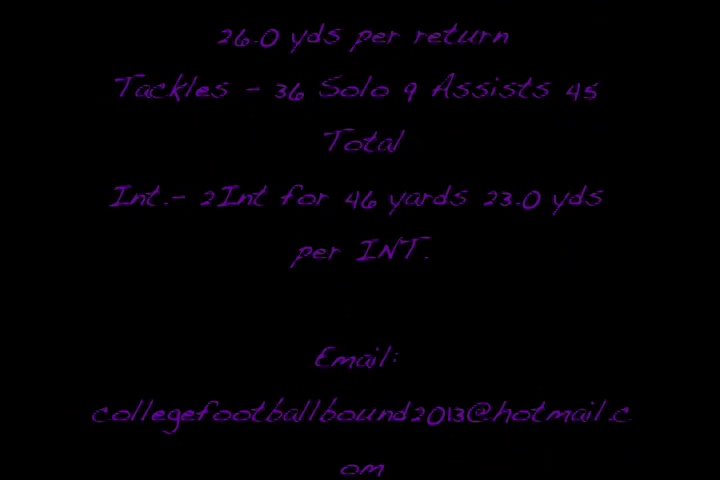 26.0 yds per return
Tackles - 36 Solo 9 Assists 45
Total
Int.- 2Int for 46 yards 23.0 yds
per INT.
Email:
collegefootballbound2013@hotmail.c
om